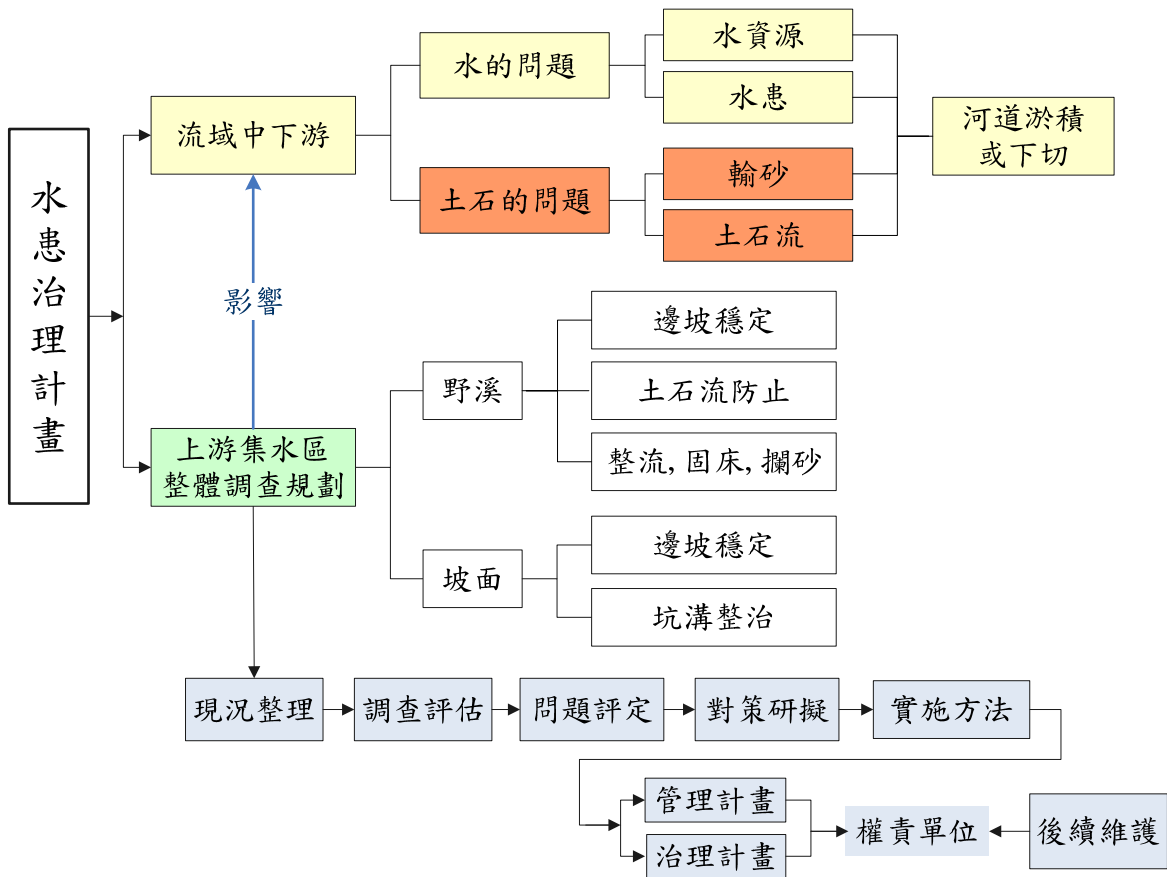 水患治理計畫
流域中下游
水的問題
水資源
水患
土石的問題
輸砂
土石流
河道淤積
或下切
影響
上游集水區
整體調查規劃
野溪
邊坡穩定
土石流防止
整流,固床,攔砂
坡面
邊坡穩定
坑溝整治
現況整理
調查評估
問題評定
對策研擬
實施方法
管理計畫
治理計畫
權責單位
後續維護